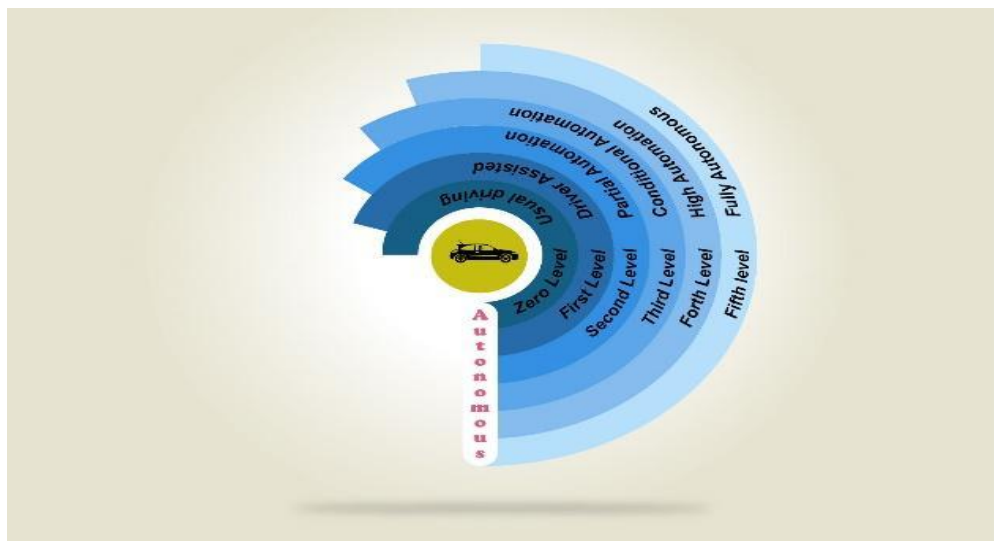 Usual driving
Driver Assisted
Partial Automation
Conditional Automation
High Automation
Fully Autonomous
Zero Level
First Level
Second Level
Third Level
Forth Level
Fifth level
Autonomous